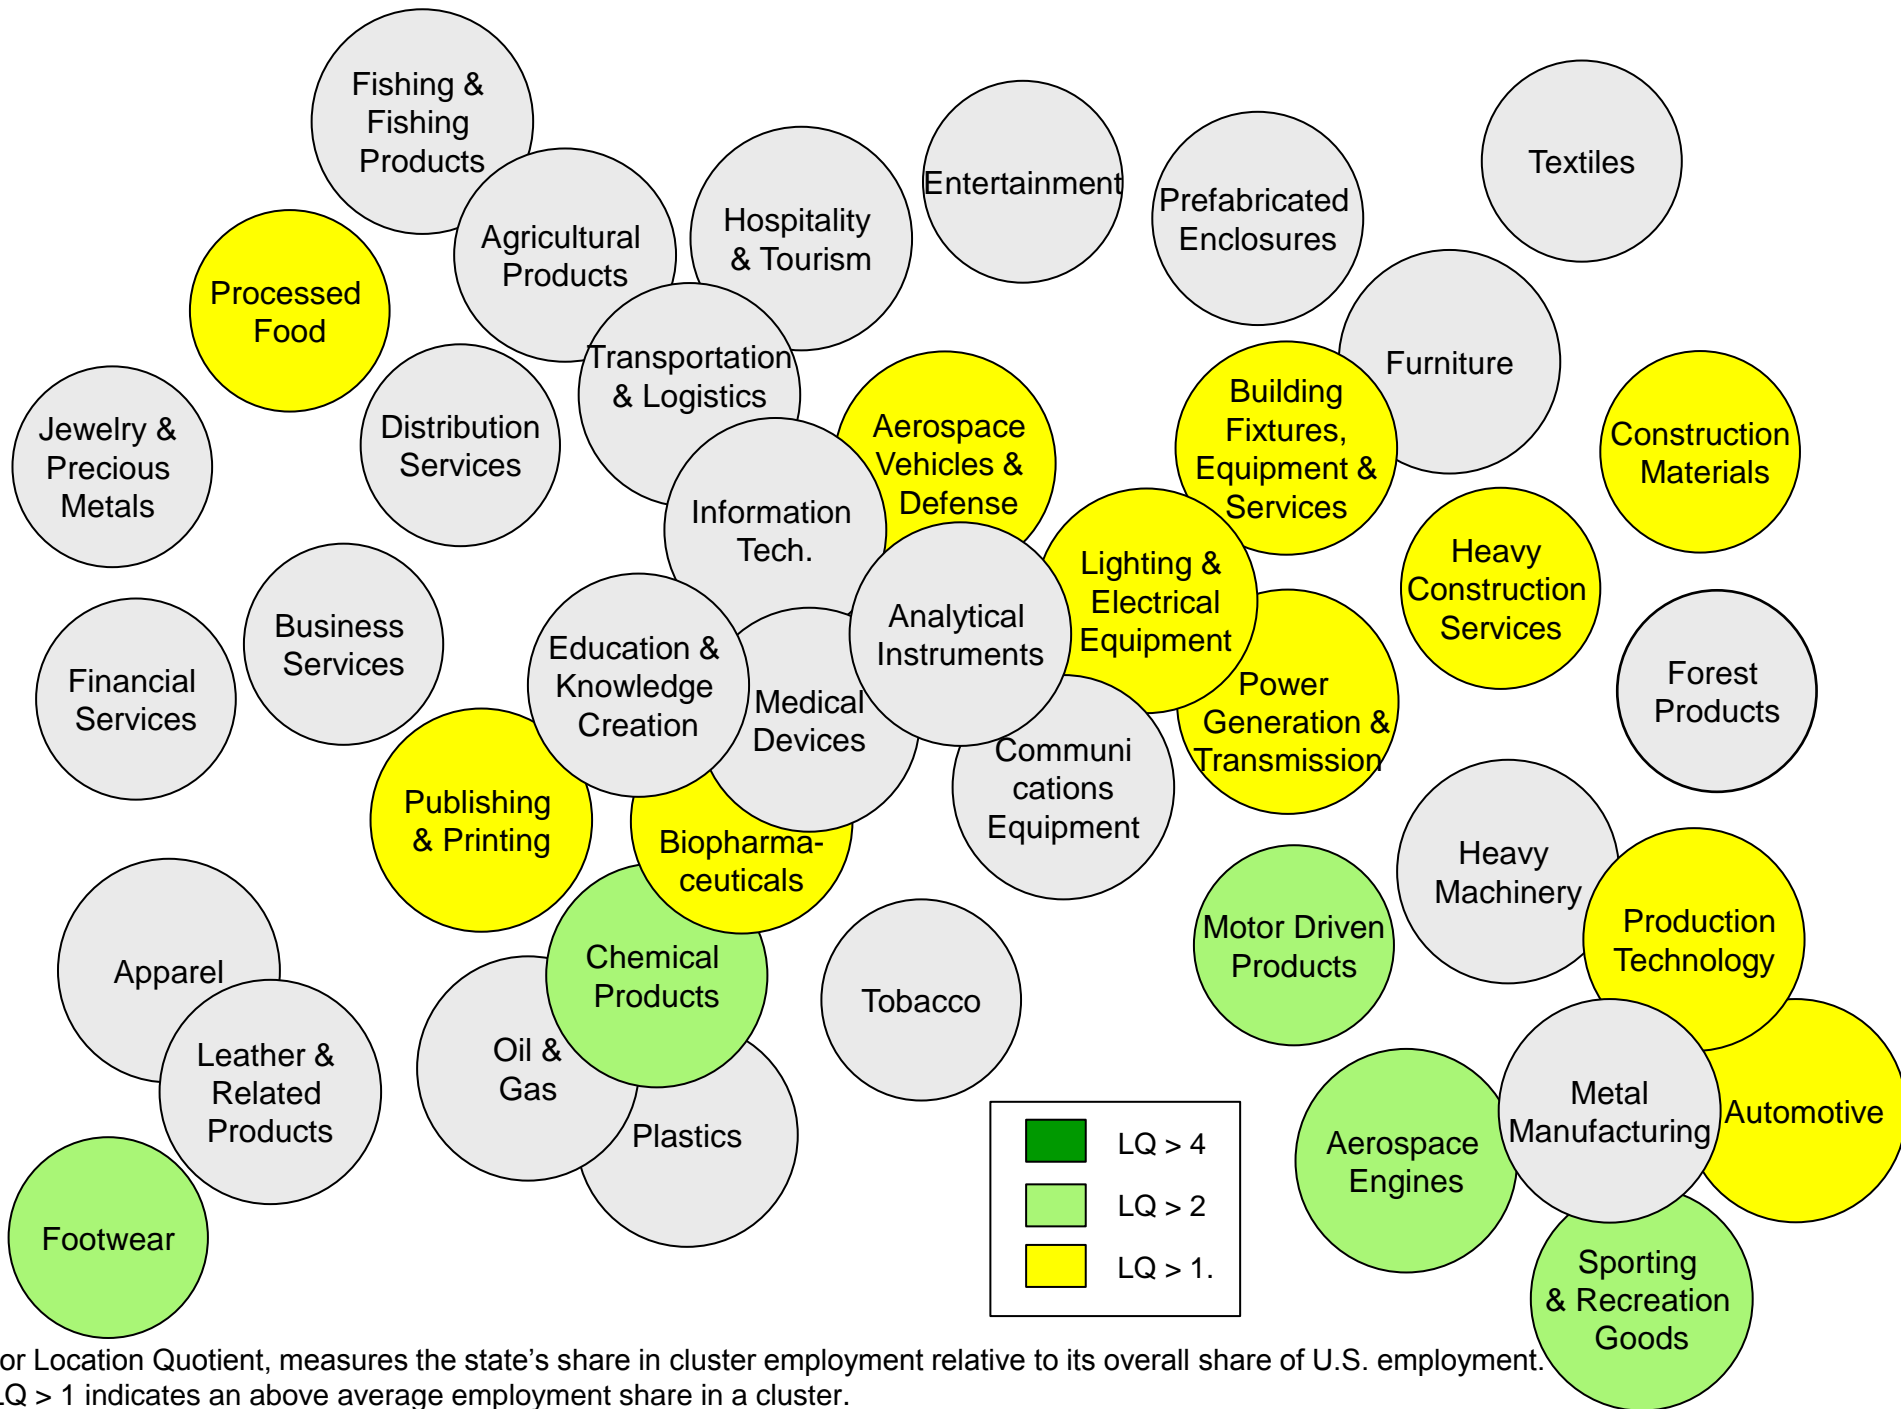 Fishing &
Fishing
Products
Textiles
Entertainment
Prefabricated
Enclosures
Hospitality
& Tourism
Agricultural
Products
Processed
Food
Transportation
& Logistics
Furniture
Building
Fixtures,
Equipment &
Services
Construction
Materials
Jewelry &
Precious
Metals
Distribution
Services
Aerospace
Vehicles &
Defense
Information
Tech.
Heavy
Construction
Services
Lighting &
Electrical
Equipment
Analytical
Instruments
Business
Services
Education &
Knowledge
Creation
Financial
Services
Forest
Products
Medical
Devices
Power
Generation &
Transmission
Communi
cations
Equipment
Publishing
& Printing
Biopharma-
ceuticals
Heavy
Machinery
Production
Technology
Motor Driven
Products
Chemical
Products
Apparel
Tobacco
Leather &
Related
Products
Oil &
Gas
Plastics
Metal
Manufacturing
Automotive
Aerospace
Engines
Footwear
Sporting
& Recreation
Goods
LQ > 4
LQ > 2
LQ > 1.
or Location Quotient, measures the state’s share in cluster employment relative to its overall share of U.S. employment.
LQ > 1 indicates an above average employment share in a cluster.